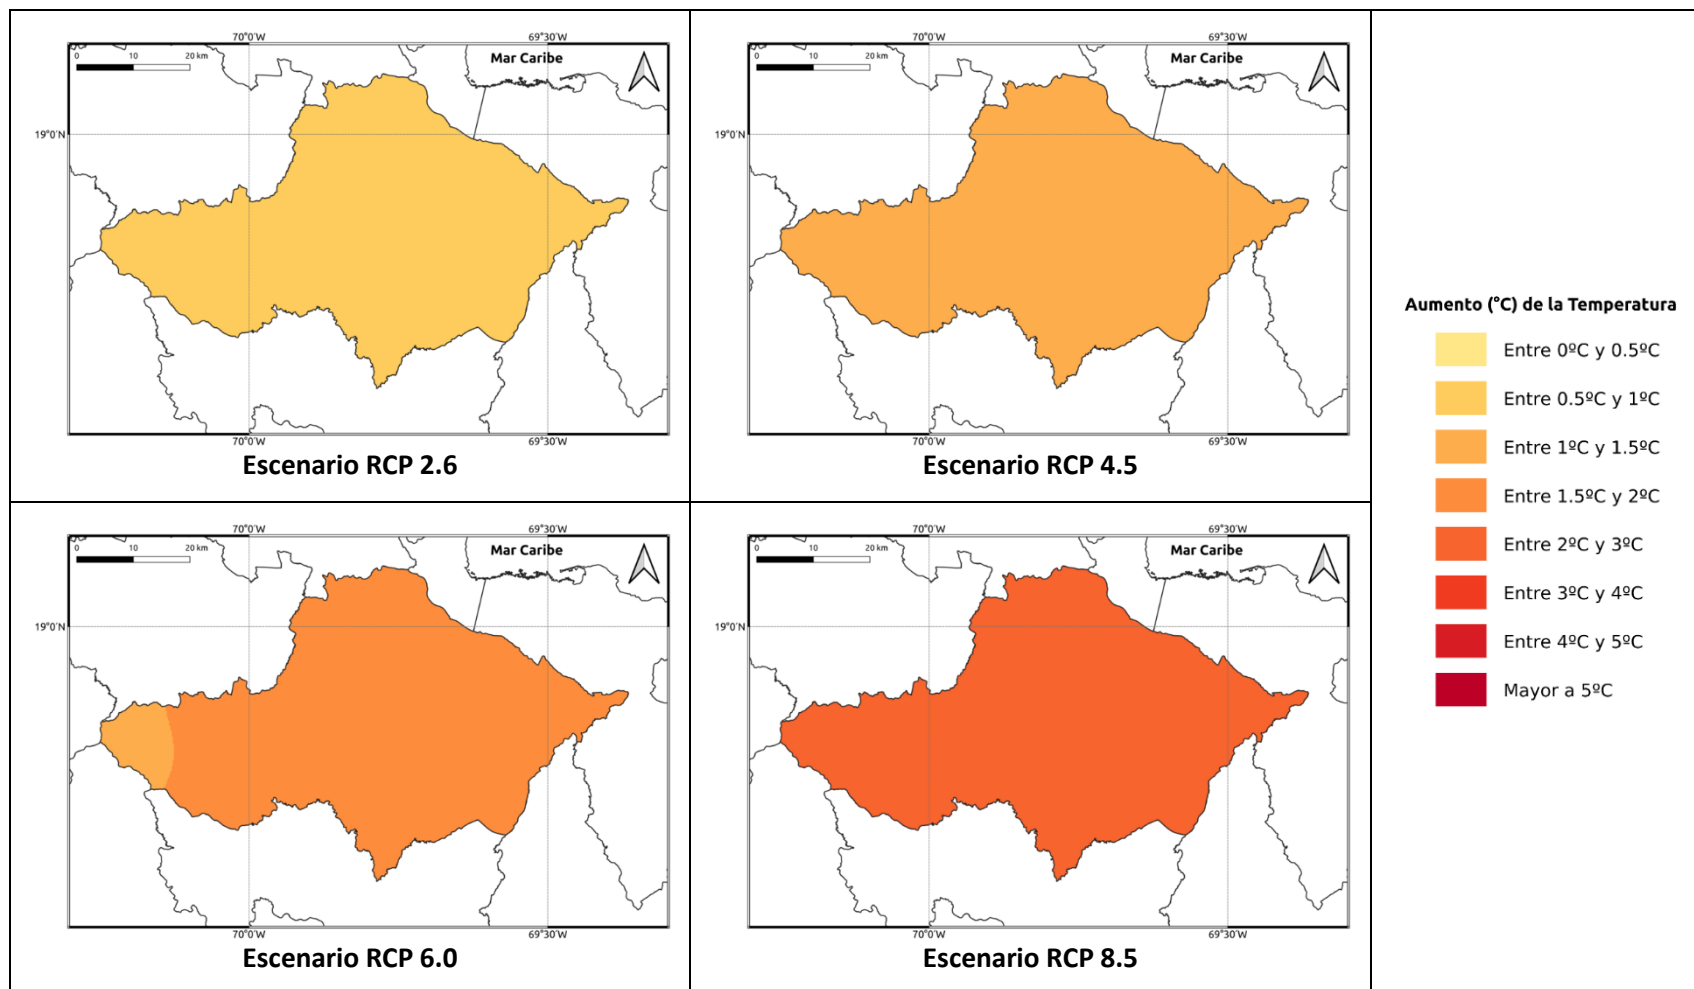 70°0'W 69°30'W
0 10 20 km
Mar Caribe
19°0'N
70°0'W 69°30'W
Escenario RCP 2.6
70°0'W 69°30'W
0 10 20 km
Mar Caribe
19°0'N
70°0'W 69°30'W
Escenario RCP 4.5
70°0'W 69°30'W
0 10 20 km
Mar Caribe
19°0'N
70°0'W 69°30'W
Escenario RCP 6.0
70°0'W 69°30'W
0 10 20 km
Mar Caribe
19°0'N
70°0'W 69°30'W
Escenario RCP 8.5
Aumento (°C) de la Temperatura
Entre 0ºC y 0.5ºC
Entre 0.5ºC y 1ºC
Entre 1ºC y 1.5ºC
Entre 1.5ºC y 2ºC
Entre 2ºC y 3ºC
Entre 3ºC y 4ºC
Entre 4ºC y 5ºC
Mayor a 5ºC